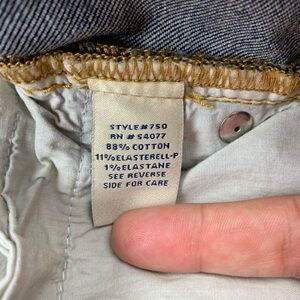 STYLE#750
RN # 54077
88% COTTON
11%ELASTERELL-P
1%ELASTANE
SEE REVERSE
SIDE FOR CARE